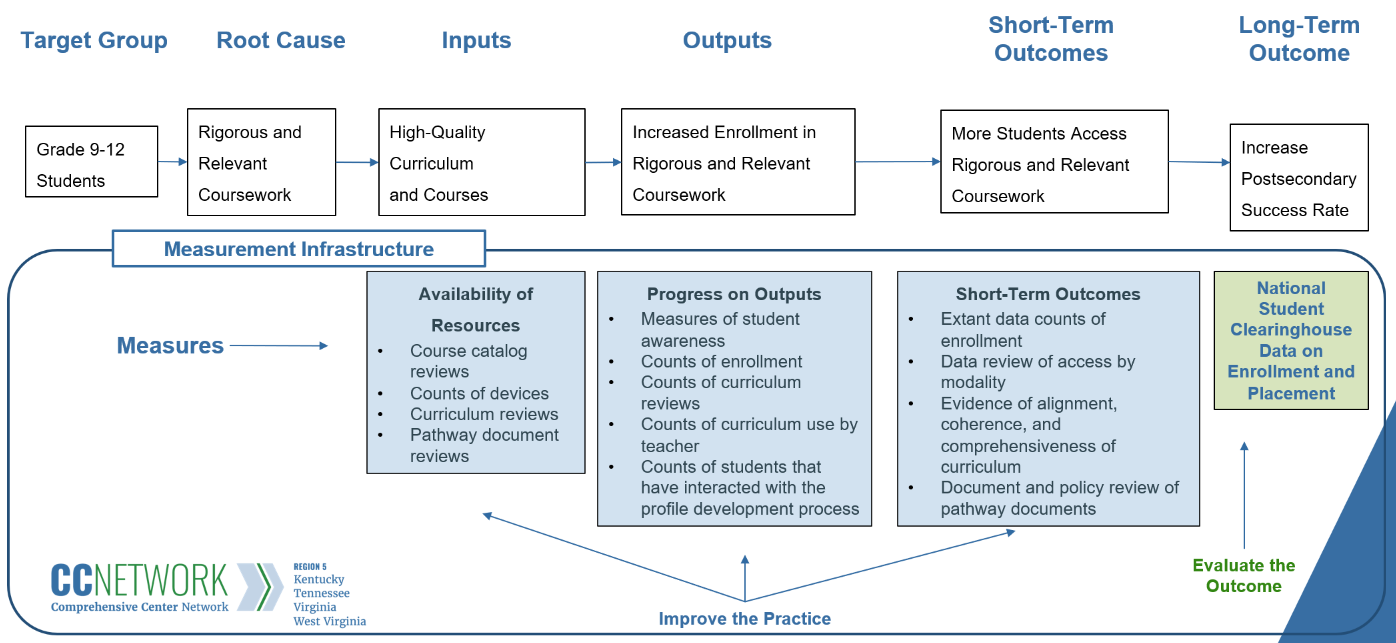 Target Group
Root Cause
Inputs
Outputs
Short-Term
Outcomes
Long-Term
Outcome
Grade 9-12
Students
Rigorous and
Relevant
Coursework
High-Quality
Curriculum
and Courses
Increased Enrollment in
Rigorous and Relevant
Coursework
More Students Access
Rigorous and Relevant
Coursework
Increase
Postsecondary
Success Rate
Measurement Infrastructure
Measures
Availability of
Resources
• Course catalog
reviews
• Counts of devices
• Curriculum reviews
• Pathway document
reviews
Progress on Outputs
• Measures of student
awareness
• Counts of enrollment
• Counts of curriculum
reviews
• Counts of curriculum use by
teacher
• Counts of students that
have interacted with the
profile development process
Short-Term Outcomes
• Extant data counts of
enrollment
• Data review of access by
modality
• Evidence of alignment,
coherence, and
comprehensiveness of
curriculum
• Document and policy review of
pathway documents
National
Student
Clearinghouse
Data on
Enrollment and
Placement
Improve the Practice
Evaluate the
Outcome
CCNETWORK
Comprehensive Center Network
REGION 5
Kentucky
Tennessee
Virginia
West Virginia